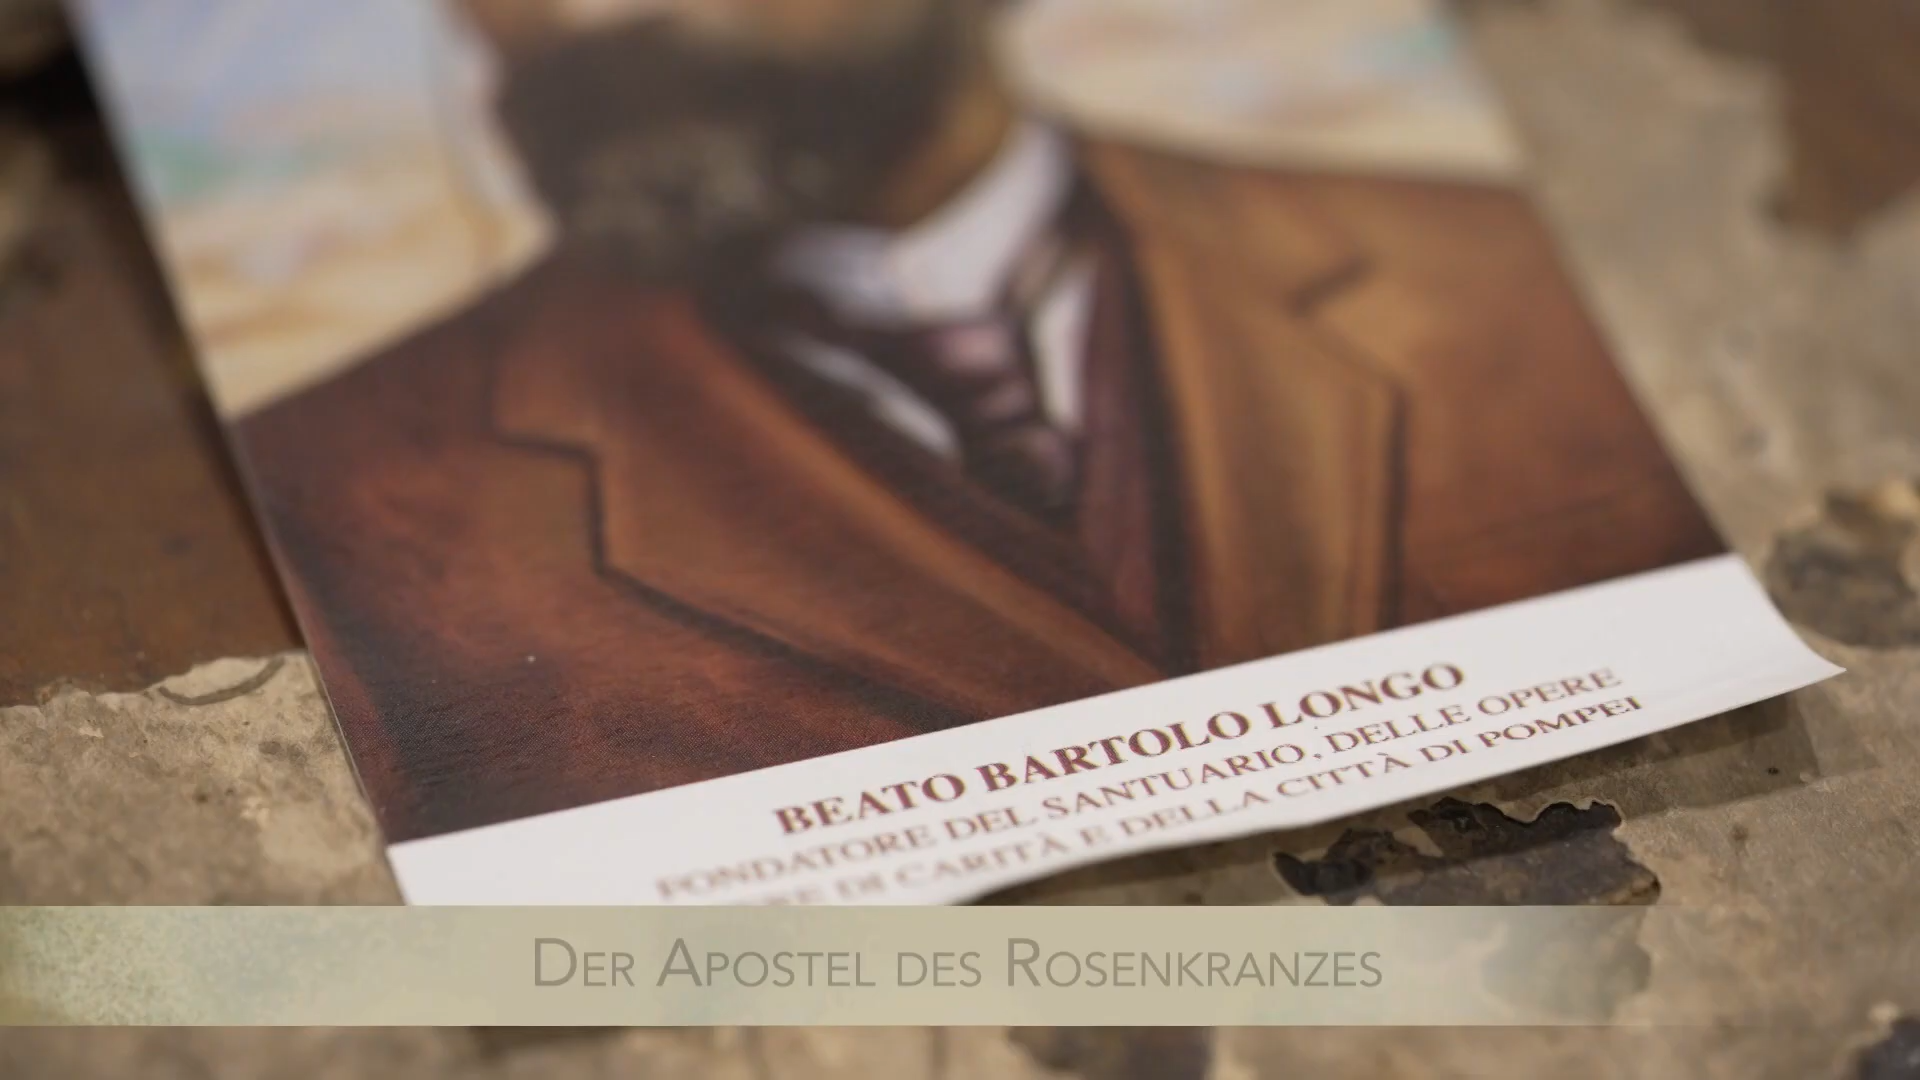 BEATO BARTOLO LONGO
FONDATORE DEL SANTUARIO, DELLE OPERE
DI CARITÀ E DELLA CITTÀ DI POMPEI
DER APOSTEL DES ROSENKRANZES